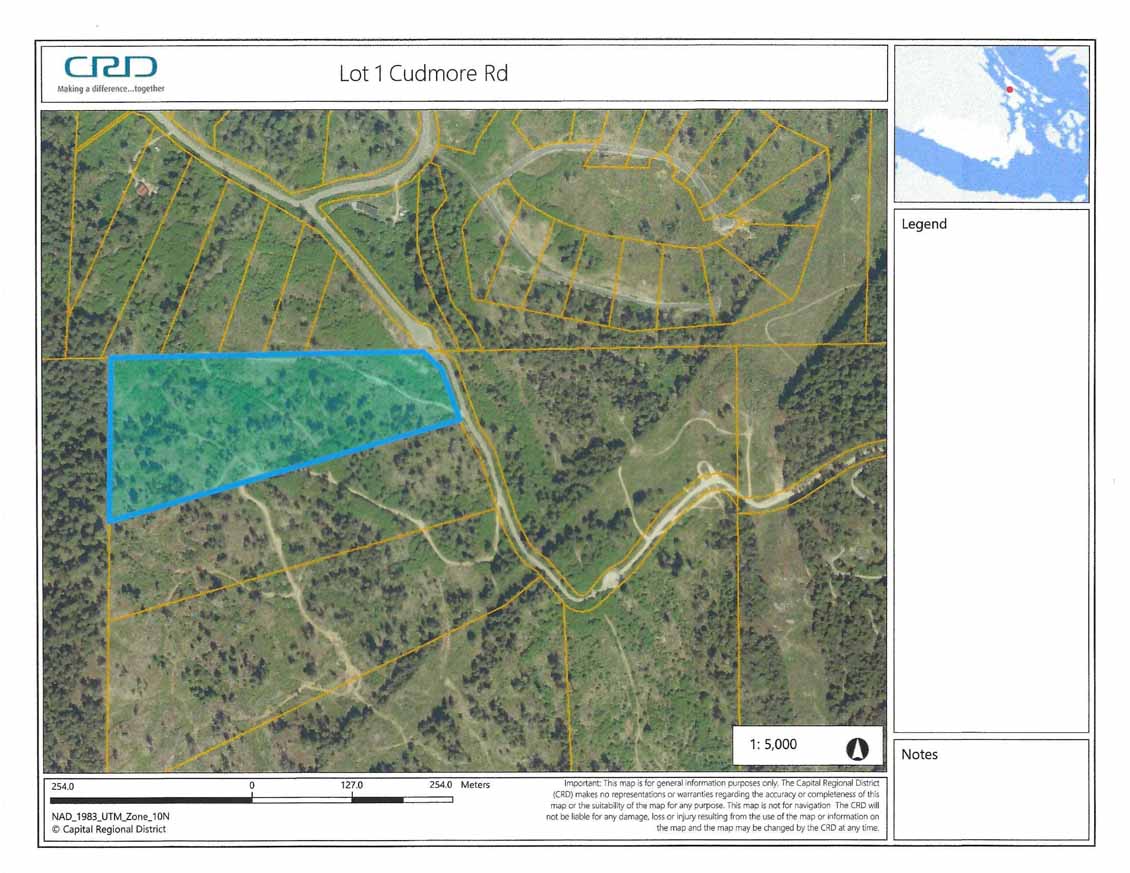 CRD
Making a difference...together
Lot 1 Cudmore Rd
Legend
1: 5,000
Notes
254.0 0 127.0 254.0 Meters
NAD_1983_UTM_Zone_10N
© Capital Regional District
Important: This map is for general information purposes only. The Capital Regional District
(CRD) makes no representations or warranties regarding the accuracy or completeness of this
map or the suitability of the map for any purpose. This map is not for navigation The CRD will
not be liable for any damage, loss or injury resulting from the use of the map or information on
the map and the map may be changed by the CRD at any time.